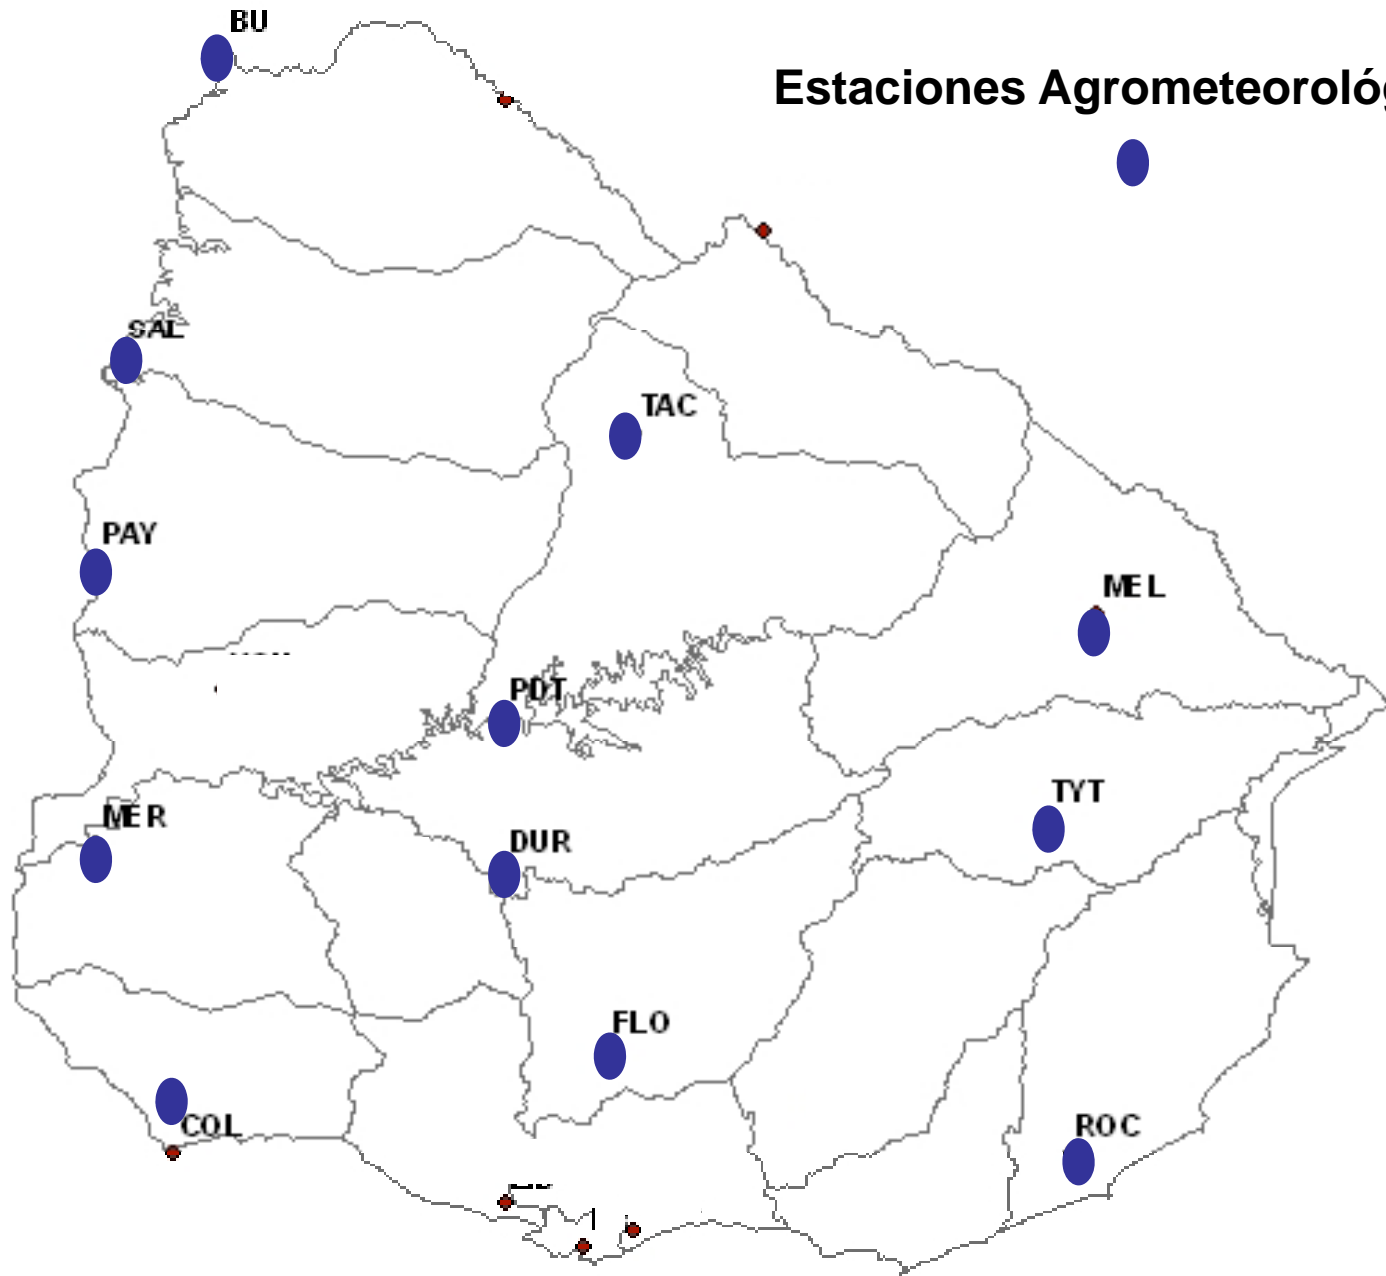 BU
Estaciones Agrometeoroló
SAL
TAC
PAY
MEL
PDT
TYT
MER
DUR
FLO
COL
ROC